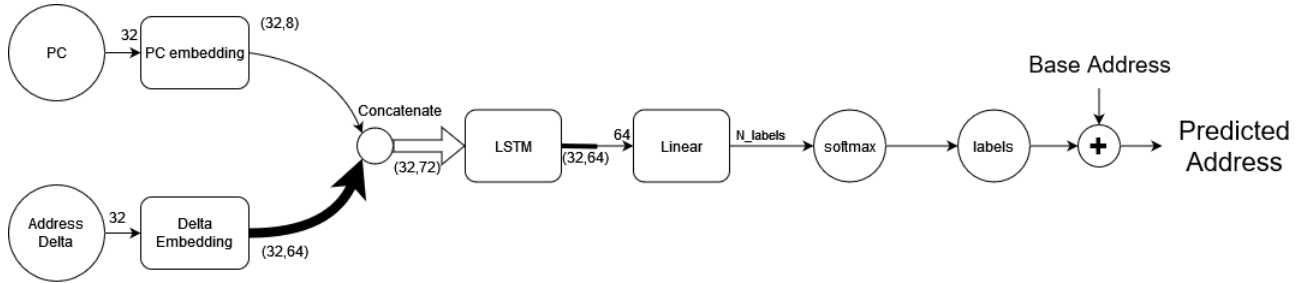 PC
32
PC embedding
(32,8)
Concatenate
(32,72)
Address
Delta
32
Delta
Embedding
(32,64)
LSTM
(32,64)
64
Linear
N_labels
softmax
labels
Base Address
+
Predicted
Address